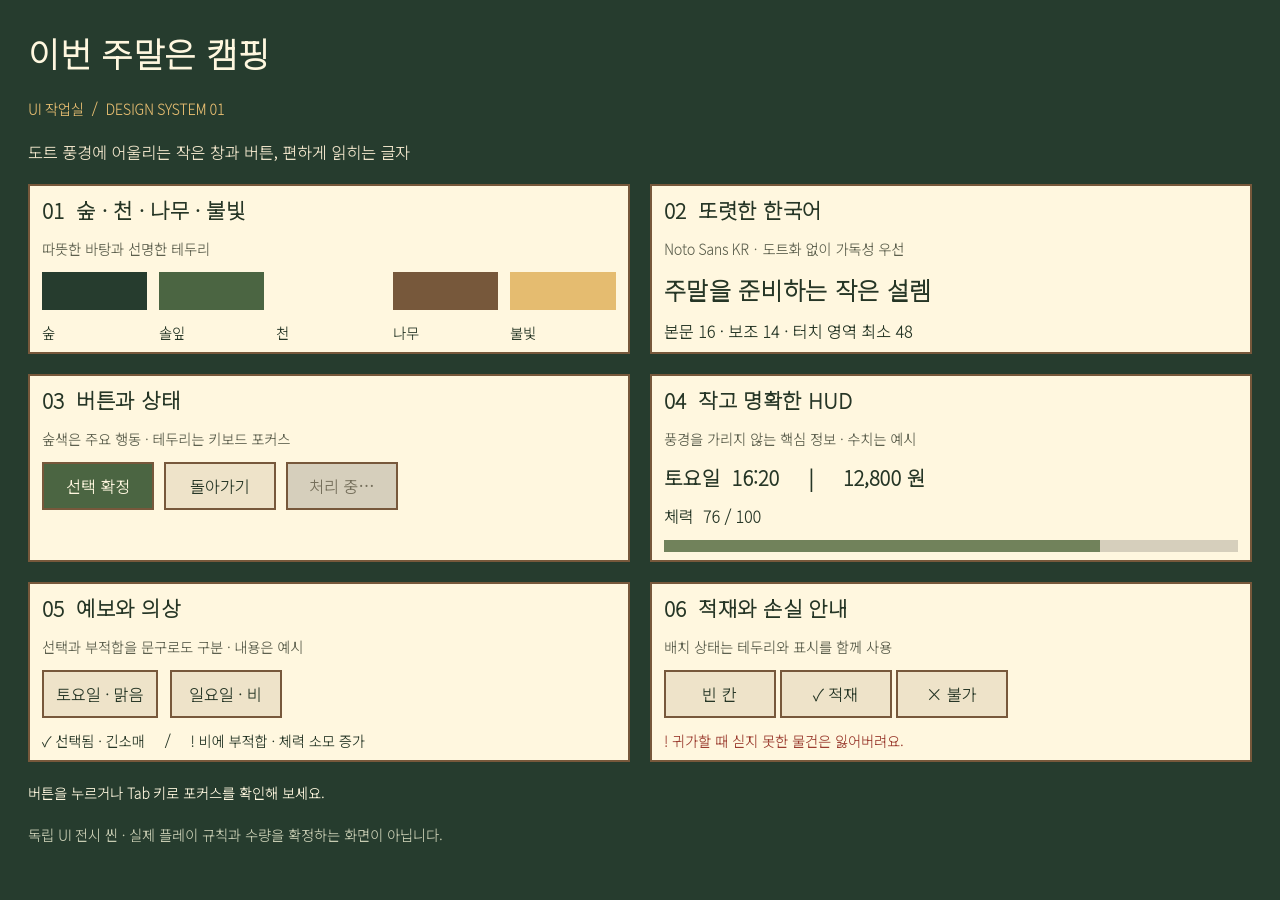 이번 주말은 캠핑
UI 작업실 / DESIGN SYSTEM 01
도트 풍경에 어울리는 작은 창과 버튼, 편하게 읽히는 글자
01 숲 · 천 · 나무 · 불빛
따뜻한 바탕과 선명한 테두리
숲 솔잎 천 나무 불빛
02 또렷한 한국어
Noto Sans KR · 도트화 없이 가독성 우선
주말을 준비하는 작은 설렘
본문 16 · 보조 14 · 터치 영역 최소 48
03 버튼과 상태
숲색은 주요 행동 · 테두리는 키보드 포커스
선택 확정 돌아가기 처리 중…
04 작고 명확한 HUD
풍경을 가리지 않는 핵심 정보 · 수치는 예시
토요일 16:20 | 12,800 원
체력 76 / 100
05 예보와 의상
선택과 부적합을 문구로도 구분 · 내용은 예시
토요일 · 맑음 일요일 · 비
✓ 선택됨 · 긴소매 / ! 비에 부적합 · 체력 소모 증가
06 적재와 손실 안내
배치 상태는 테두리와 표시를 함께 사용
빈 칸 ✓ 적재 × 불가
! 귀가할 때 싣지 못한 물건은 잃어버려요.
버튼을 누르거나 Tab 키로 포커스를 확인해 보세요.
독립 UI 전시 씬 · 실제 플레이 규칙과 수량을 확정하는 화면이 아닙니다.